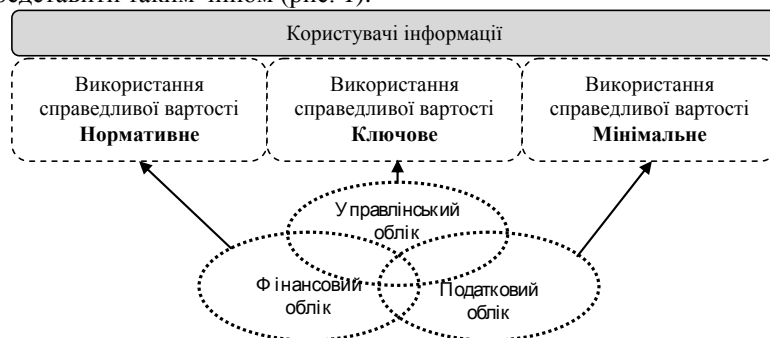 редставити таким чином (рис. 1).
Користувачі інформації
Використання
справедливої вартості
Нормативне
Використання
справедливої вартості
Ключове
Використання
справедливої вартості
Мінімальне
Управлінський
облік
Фінансовий
облік
Податковий
облік